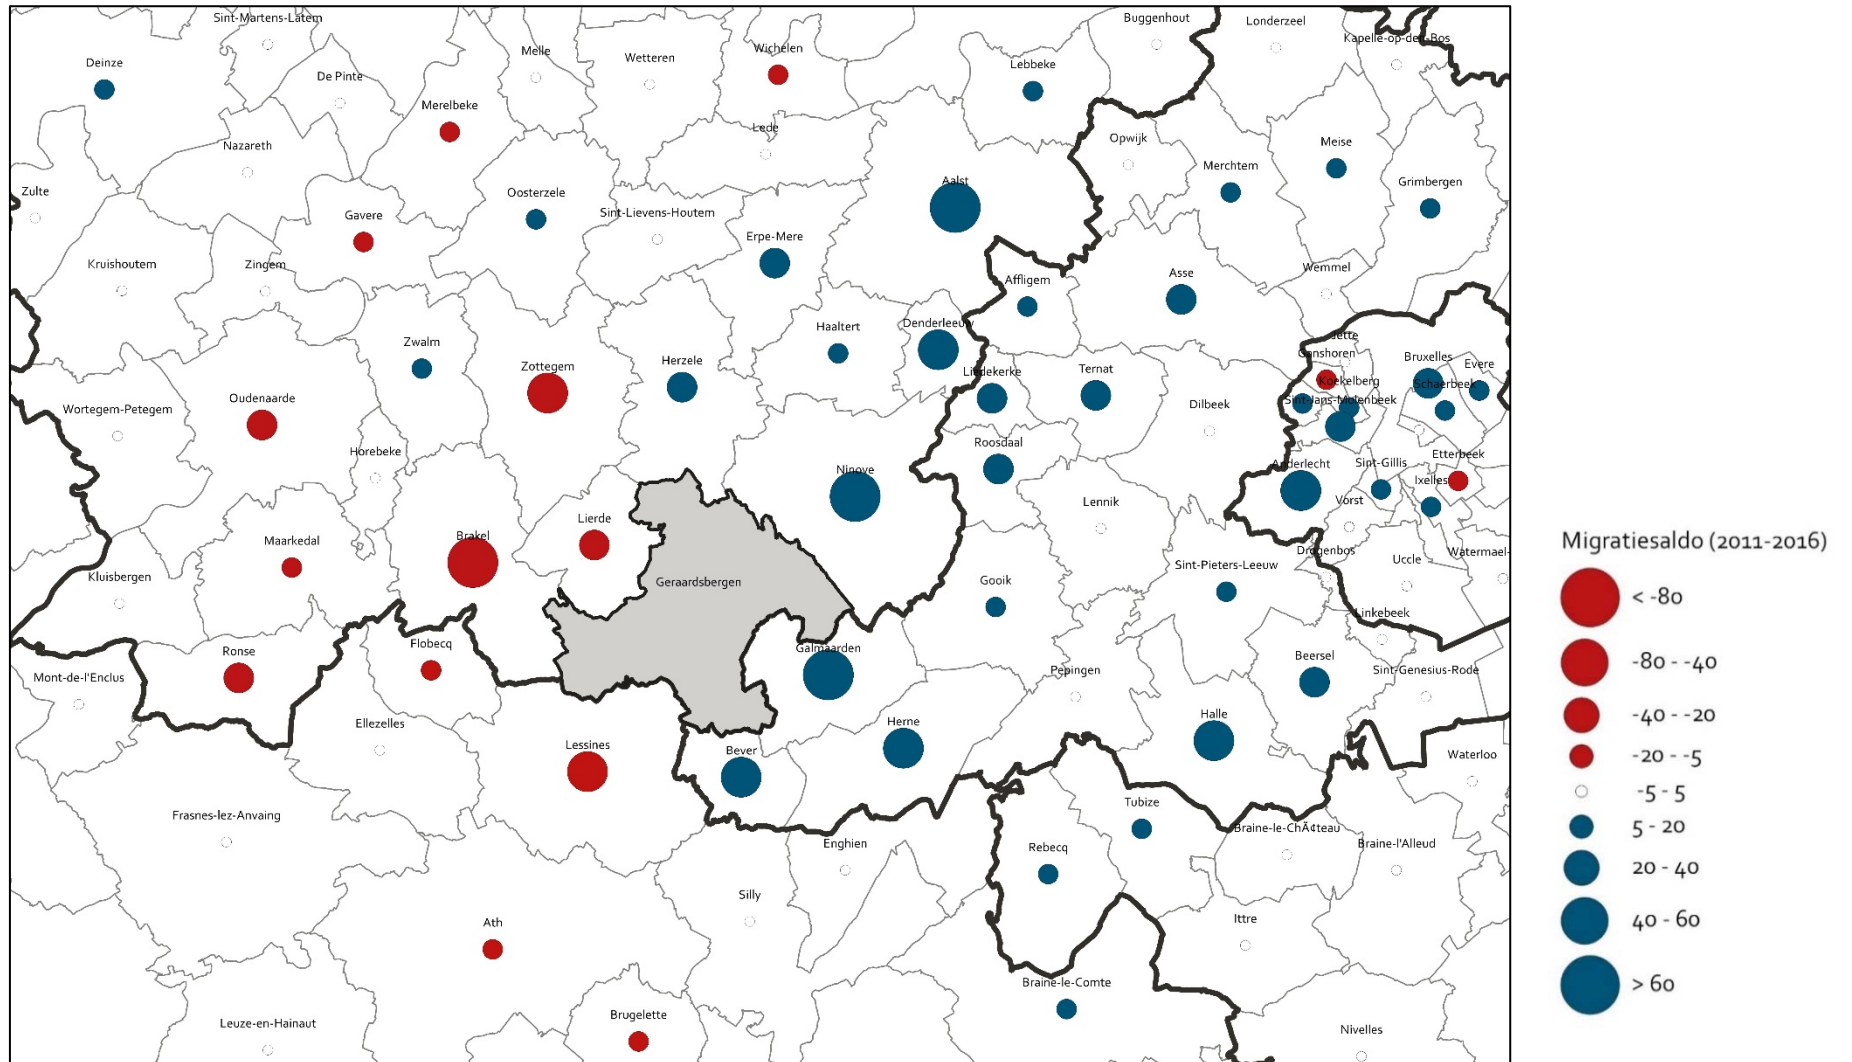 Sint-Martens-Latem
Buggenhout
Londerzeel
Kapelle-op-den-Bos
Deinze
De Pinte
Melle
Wetteren
Wichelen
Lebbeke
Merelbeke
Nazareth
Lede
Opwijk
Meise
Merchtem
Zulte
Oosterzele
Aalst
Grimbergen
Gavere
Sint-Lievens-Houtem
Erpe-Mere
Kruishoutem
Zingem
Affligem
Asse
Wemmel
Zwalm
Haaltert
Denderleeuw
Jette
Ganshoren
Bruxelles
Evere
Zottegem
Herzele
Liedekerke
Ternat
Koekelberg
Schaerbeek
Oudenaarde
Wortegem-Petegem
Dilbeek
Sint-Jans-Molenbeek
Horebeke
Roosdaal
Etterbeek
Ninove
Anderlecht
Sint-Gillis
Ixelles
Lennik
Vorst
Lierde
Brakel
Maarkedal
Kluisbergen
Geraardsbergen
Gooik
Sint-Pieters-Leeuw
Drogenbos
Uccle
Watermael-
Linkebeek
Ronse
Flobecq
Galmaarden
Beersel
Mont-de-l'Enclus
Pepingen
Sint-Genesius-Rode
Ellezelles
Herne
Halle
Lessines
Bever
Waterloo
Frasnes-lez-Anvaing
Tubize
Braine-le-ChÃ¢teau
Enghien
Rebecq
Braine-l'Alleud
Silly
Ath
Ittre
Braine-le-Comte
Leuze-en-Hainaut
Brugelette
Nivelles
Migratiesaldo (2011-2016)
< -80
-80 - -40
-40 - -20
-20 - -5
-5 - 5
5 - 20
20 - 40
40 - 60
> 60